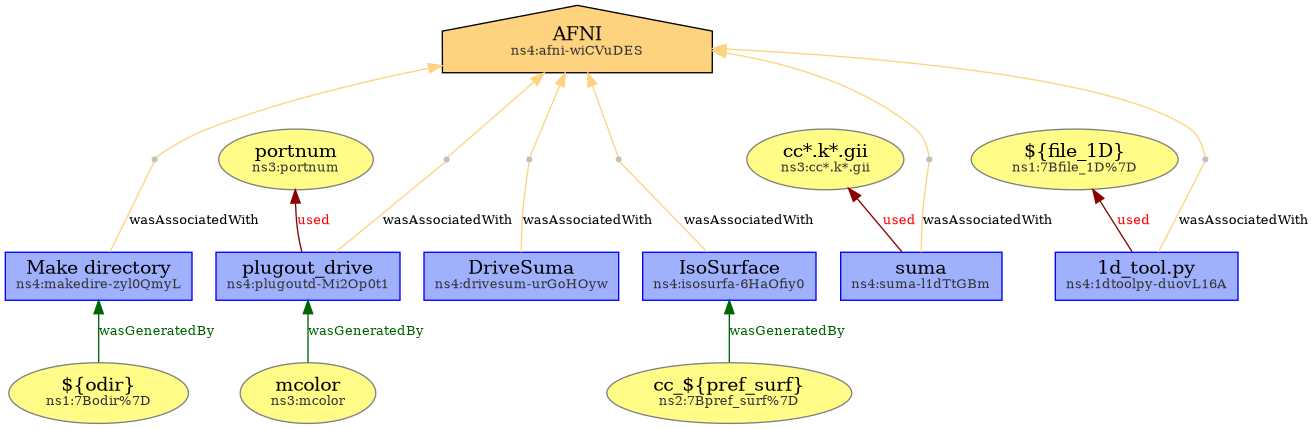 AFNI
ns4:afni-wiCVuDES
portnum
ns3:portnum
cc*.k*.gii
ns3:cc*.k*.gii
${file_1D}
ns1:7Bfile_1D%7D
wasAssociatedWith
used
wasAssociatedWith
wasAssociatedWith
wasAssociatedWith
used
wasAssociatedWith
used
wasAssociatedWith
Make directory
ns4:makedire-zyl0QmyL
plugout_drive
ns4:plugoutd-Mi2Op0t1
DriveSuma
ns4:drivesum-urGoHOyw
IsoSurface
ns4:isosurfa-6HaOfiy0
suma
ns4:suma-l1dTtGBm
1d_tool.py
ns4:1dtoolpy-duovL16A
wasGeneratedBy
wasGeneratedBy
wasGeneratedBy
${odir}
ns1:7Bodir%7D
mcolor
ns3:mcolor
cc_${pref_surf}
ns2:7Bpref_surf%7D